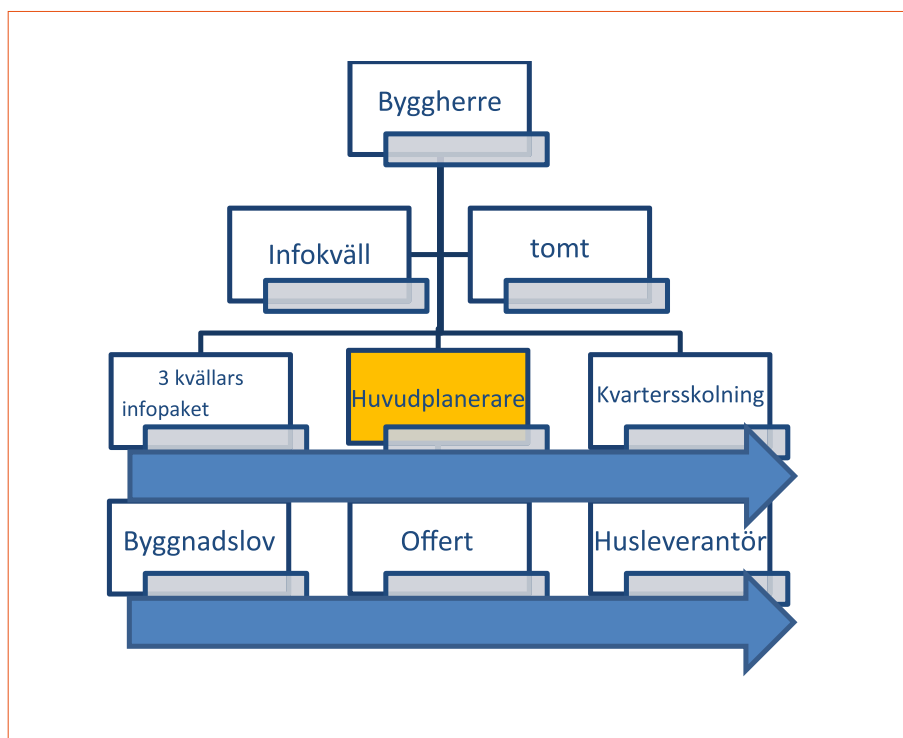 Byggherre
Infokväll
tomt
3 kvällars
infopaket
Huvudplanerare
Kvartersskolning
Byggnadslov
Offert
Husleverantör